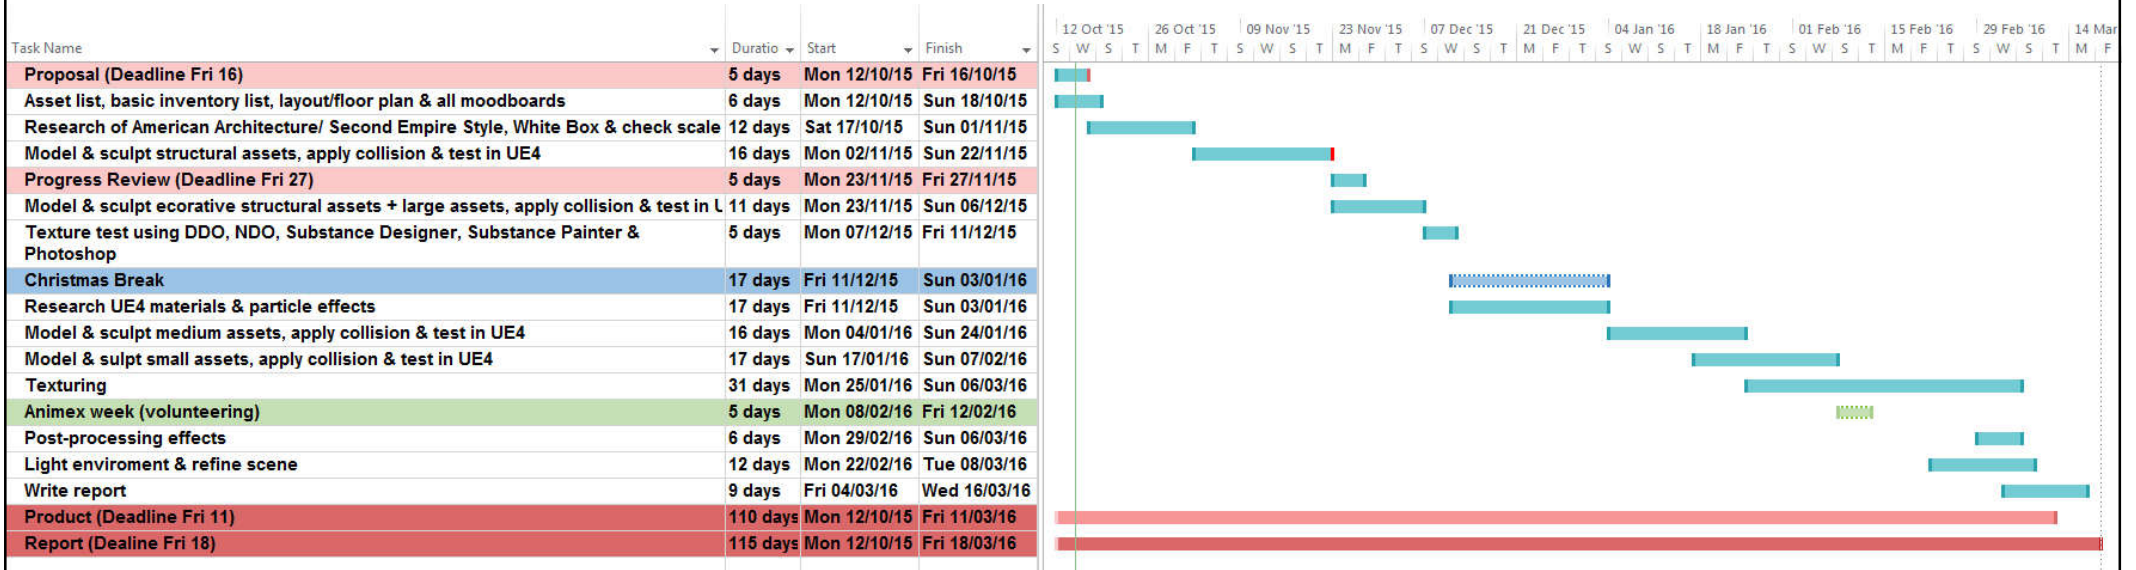 12 Oct '15 26 Oct '15 09 Nov '15 23 Nov '15 07 Dec '15 21 Dec '15 04 Jan '16 18 Jan '16 01 Feb '16 15 Feb '16 29 Feb '16 14 Mar
Task Name Duratio Start Finish S W S T M F T S W S T M F T S W S T M F T S W S T M F T S W S T M F T S W S T M F
Proposal (Deadline Fri 16) 5 days Mon 12/10/15 Fri 16/10/15
Asset list, basic inventory list, layout/floor plan & all moodboards 6 days Mon 12/10/15 Sun 18/10/15
Research of American Architecture/ Second Empire Style, White Box & check scale 12 days Sat 17/10/15 Sun 01/11/15
Model & sculpt structural assets, apply collision & test in UE4 16 days Mon 02/11/15 Sun 22/11/15
Progress Review (Deadline Fri 27) 5 days Mon 23/11/15 Fri 27/11/15
Model & sculpt ecorative structural assets + large assets, apply collision & test in U 11 days Mon 23/11/15 Sun 06/12/15
Texture test using DDO, NDO, Substance Designer, Substance Painter & 5 days Mon 07/12/15 Fri 11/12/15
Photoshop
Christmas Break 17 days Fri 11/12/15 Sun 03/01/16
Research UE4 materials & particle effects 17 days Fri 11/12/15 Sun 03/01/16
Model & sculpt medium assets, apply collision & test in UE4 16 days Mon 04/01/16 Sun 24/01/16
Model & sulpt small assets, apply collision & test in UE4 17 days Sun 17/01/16 Sun 07/02/16
Texturing 31 days Mon 25/01/16 Sun 06/03/16
Animex week (volunteering) 5 days Mon 08/02/16 Fri 12/02/16
Post-processing effects 6 days Mon 29/02/16 Sun 06/03/16
Light enviroment & refine scene 12 days Mon 22/02/16 Tue 08/03/16
Write report 9 days Fri 04/03/16 Wed 16/03/16
Product (Deadline Fri 11) 110 days Mon 12/10/15 Fri 11/03/16
Report (Dealine Fri 18) 115 days Mon 12/10/15 Fri 18/03/16